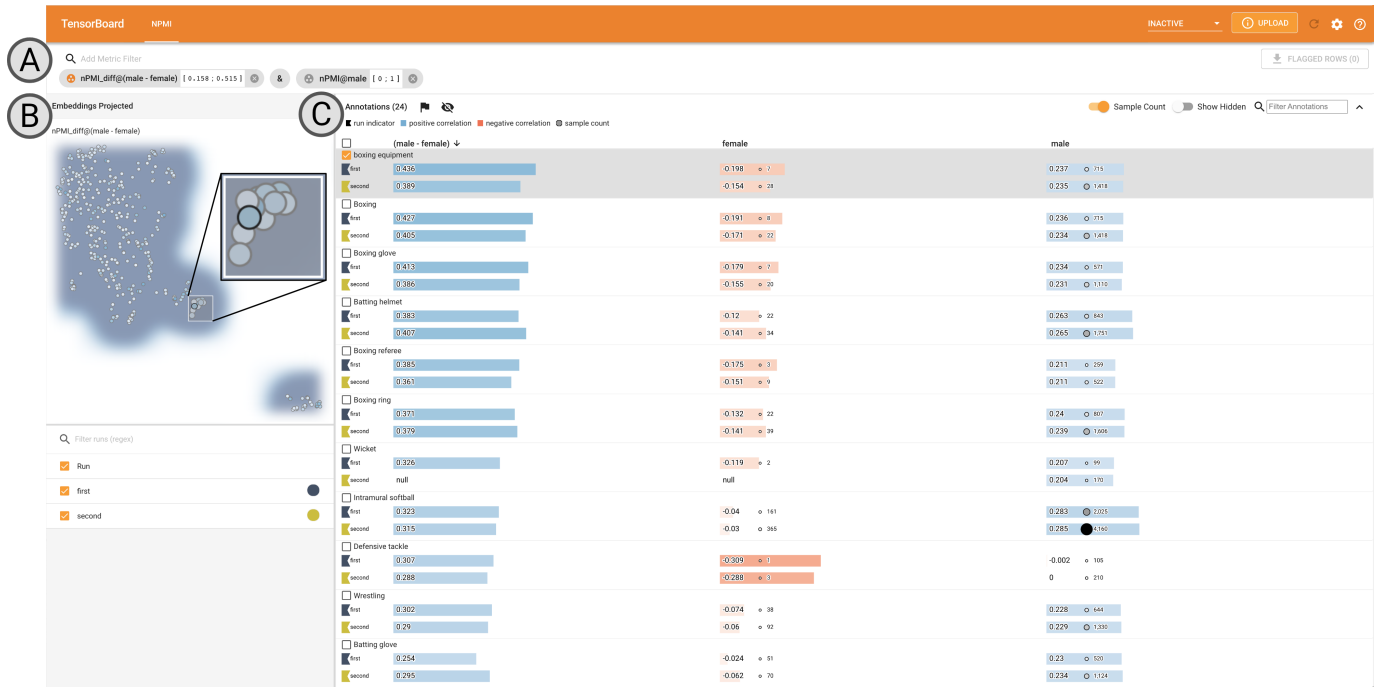 TensorBoard NPMI INACTIVE UPLOAD
A
Add Metric Filter FLAGGED ROWS (0)
nPMI_diff@(male - female) [ 0.158 ; 0.515 ] & nPMI@male [ 0 ; 1 ]
B
Embeddings Projected
nPMI_diff@(male - female)
Filter runs (regex)
Run
first
second
C
Annotations (24) Sample Count Show Hidden Filter Annotations
run indicator positive correlation negative correlation sample count
(male - female) female male
boxing equipment
first 0.436 -0.198 7 0.237 715
second 0.389 -0.154 28 0.235 1,418
Boxing
first 0.427 -0.191 8 0.236 715
second 0.405 -0.171 22 0.234 1,418
Boxing glove
first 0.413 -0.179 7 0.234 571
second 0.386 -0.155 20 0.231 1,110
Batting helmet
first 0.383 -0.12 22 0.263 843
second 0.407 -0.141 34 0.265 1,751
Boxing referee
first 0.385 -0.175 3 0.211 259
second 0.361 -0.151 9 0.211 522
Boxing ring
first 0.371 -0.132 22 0.24 807
second 0.379 -0.141 39 0.239 1,606
Wicket
first 0.326 -0.119 2 0.207 99
second null null 0.204 170
Intramural softball
first 0.323 -0.04 161 0.283 2,025
second 0.315 -0.03 365 0.285 4,160
Defensive tackle
first 0.307 -0.309 1 -0.002 105
second 0.288 -0.288 3 0 210
Wrestling
first 0.302 -0.074 38 0.228 644
second 0.29 -0.06 92 0.229 1,330
Batting glove
first 0.254 -0.024 51 0.23 520
second 0.295 -0.062 70 0.234 1,124